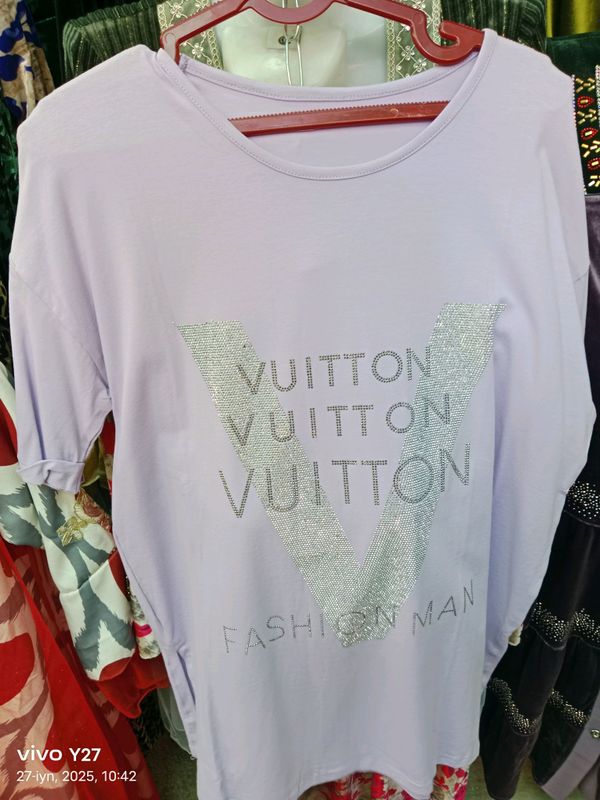 VUITTON
VUITTON
VUITTON
FASHION MAN
vivo Y27
27-iyn, 2025, 10:42